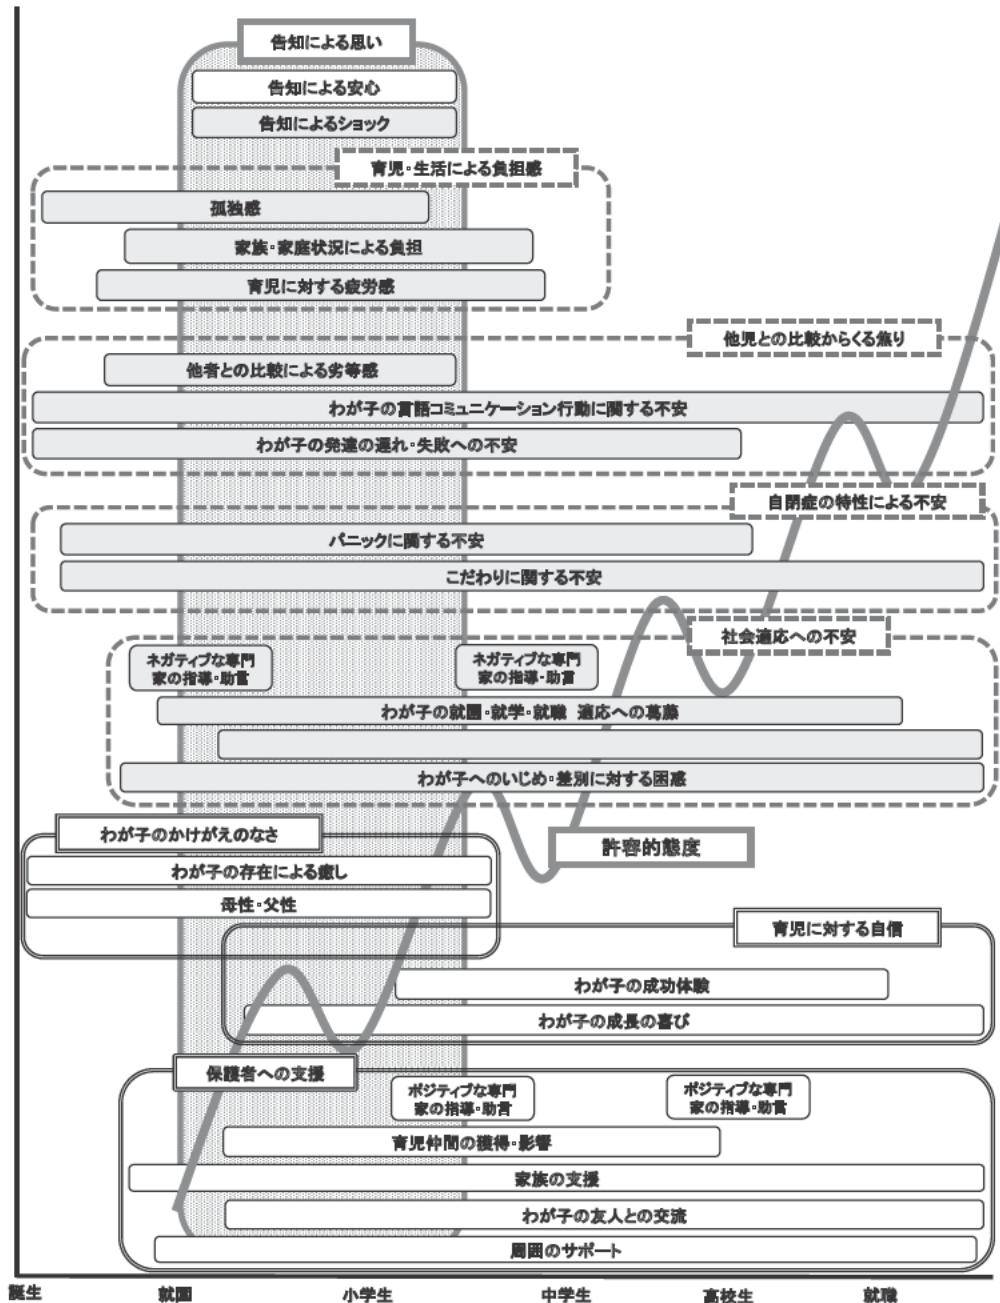 告知による思い
告知による安心
告知によるショック
育児・生活による負担感
孤独感
家族・家庭状況による負担
育児に対する疲労感
他児との比較からくる焦り
他者との比較による劣等感
わが子の言語コミュニケーション行動に関する不安
わが子の発達の遅れ・失敗への不安
自閉症の特性による不安
パニックに関する不安
こだわりに関する不安
社会適応への不安
ネガティブな専門
家の指導・助言
ネガティブな専門
家の指導・助言
わが子の就園・就学・就職 適応への葛藤
わが子へのいじめ・差別に対する困惑
わが子のかけがえのなさ
許容的態度
わが子の存在による癒し
母性・父性
育児に対する自信
わが子の成功体験
わが子の成長の喜び
保護者への支援
ポジティブな専門
家の指導・助言
ポジティブな専門
家の指導・助言
育児仲間の獲得・影響
家族の支援
わが子の友人との交流
周囲のサポート
誕生 就園 小学生 中学生 高校生 就職